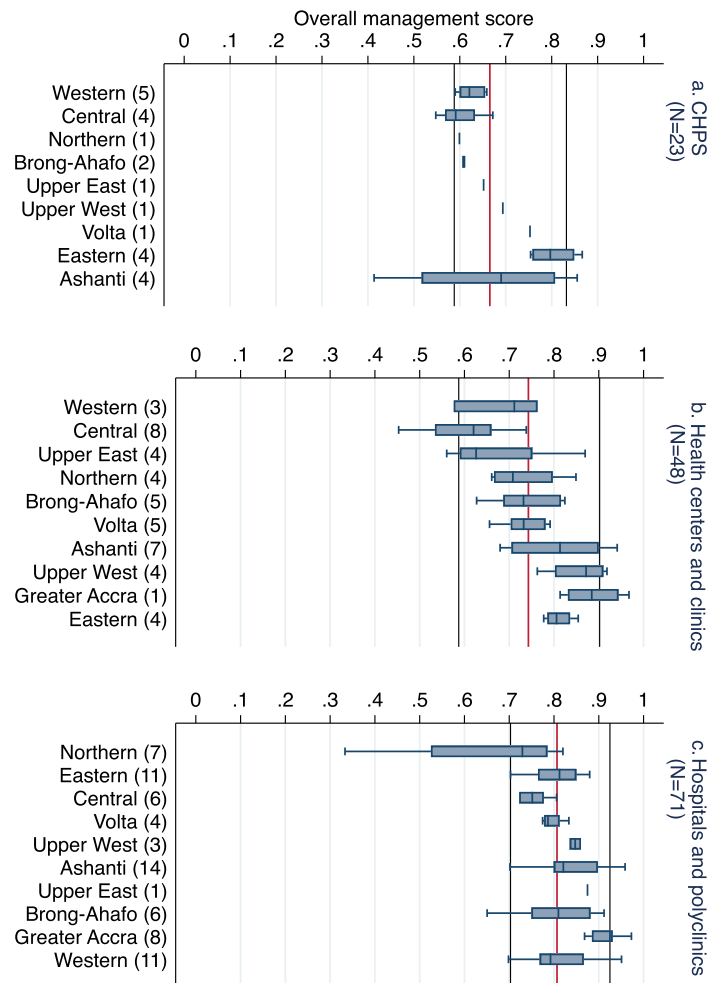 Overall management score
0 .1 .2 .3 .4 .5 .6 .7 .8 .9 1
a. CHPS
(N=23)
Western (5)
Central (4)
Northern (1)
Brong-Ahafo (2)
Upper East (1)
Upper West (1)
Volta (1)
Eastern (4)
Ashanti (4)
0 .1 .2 .3 .4 .5 .6 .7 .8 .9 1
b. Health centers and clinics
(N=48)
Western (3)
Central (8)
Upper East (4)
Northern (4)
Brong-Ahafo (5)
Volta (5)
Ashanti (7)
Upper West (4)
Greater Accra (1)
Eastern (4)
0 .1 .2 .3 .4 .5 .6 .7 .8 .9 1
c. Hospitals and polyclinics
(N=71)
Northern (7)
Eastern (11)
Central (6)
Volta (4)
Upper West (3)
Ashanti (14)
Upper East (1)
Brong-Ahafo (6)
Greater Accra (8)
Western (11)